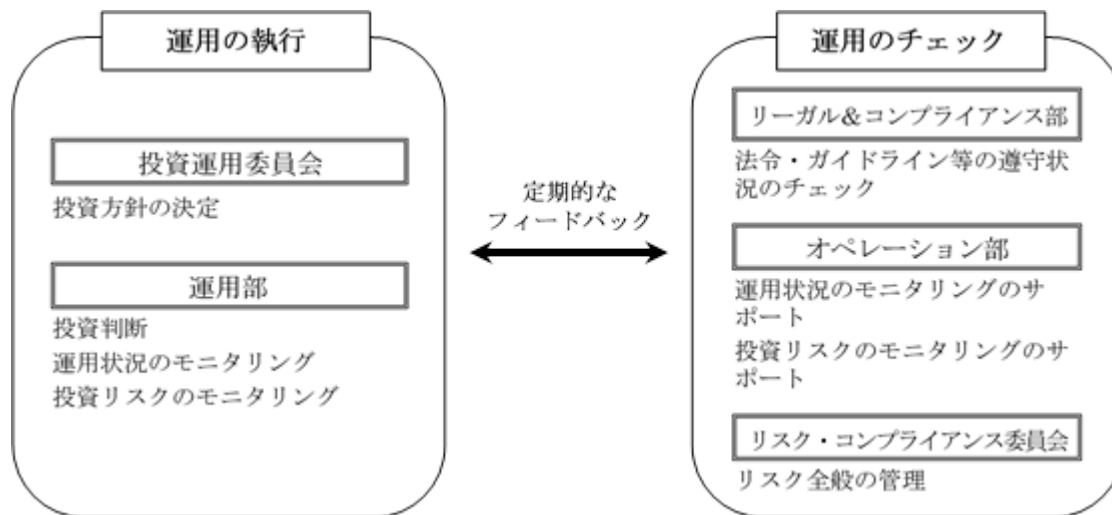 運用の執行
投資運用委員会
投資方針の決定
運用部
投資判断
運用状況のモニタリング
投資リスクのモニタリング
定期的な
フィードバック
運用のチェック
リーガル&コンプライアンス部
法令・ガイドライン等の遵守状
況のチェック
オペレーション部
運用状況のモニタリングのサ
ポート
投資リスクのモニタリングのサ
ポート
リスク・コンプライアンス委員会
リスク全般の管理